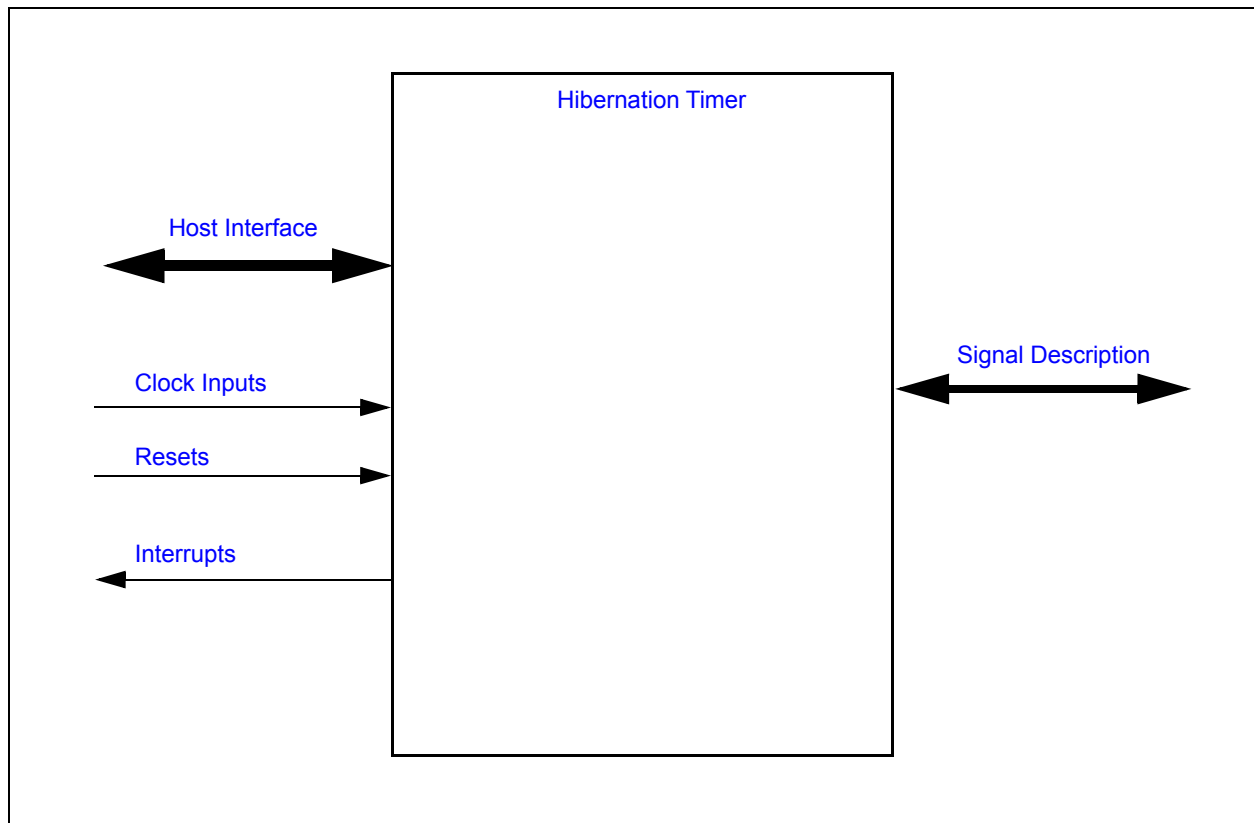 Hibernation Timer
Host Interface
Signal Description
Clock Inputs
Resets
Interrupts